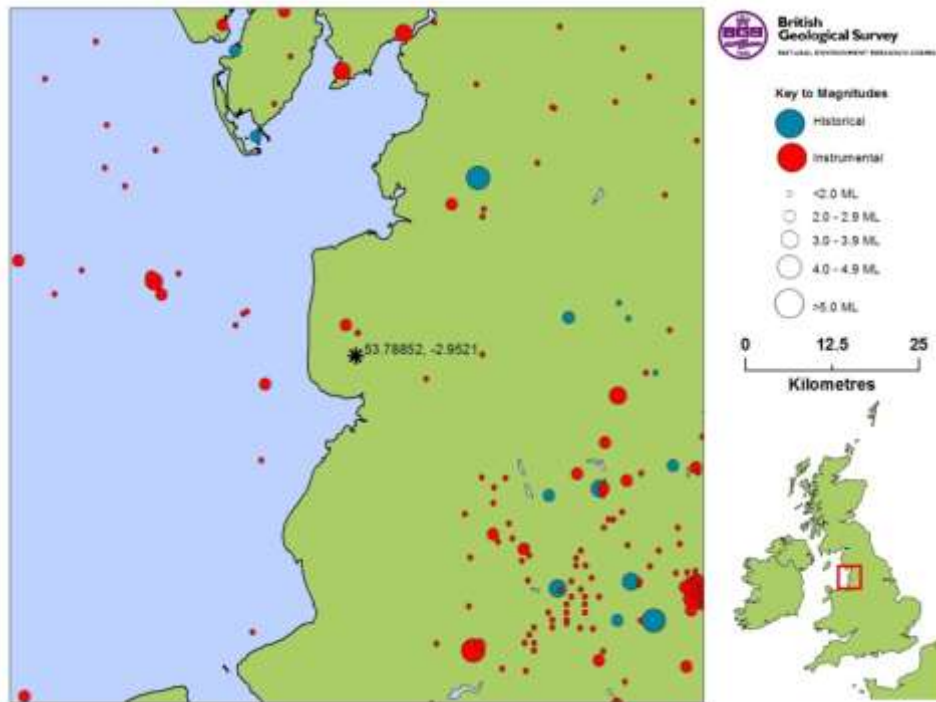 British
Geological Survey
NATURAL ENVIRONMENT RESEARCH COUNCIL
BGS
Key to Magnitudes
Historical
Instrumental
<2.0 ML
2.0 - 2.9 ML
3.0 - 3.9 ML
4.0 - 4.9 ML
>5.0 ML
0 12.5 25
Kilometres
53.78852, -2.9521